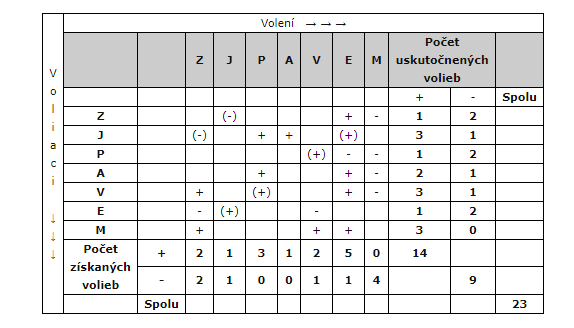 Volení → → →
Voliaci ↓ ↓ ↓
Z J P A V E M Počet uskutočnených volieb
+ - Spolu
Z (-) + - 1 2
J (-) + + (+) 3 1
P (+) - - 1 2
A + + - 2 1
V + (+) + - 3 1
E - (+) - 1 2
M + + + 3 0
Počet získaných volieb
+ 2 1 3 1 2 5 0 14
- 2 1 0 0 1 1 4 9
Spolu 23